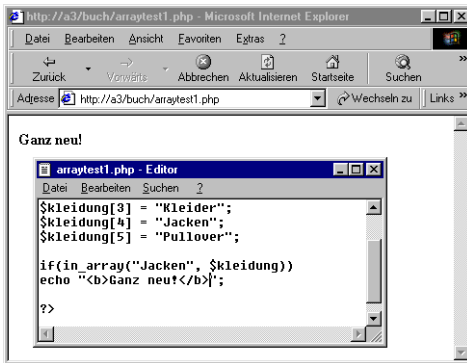 http://a3/buch/arraytest1.php - Microsoft Internet Explorer
Datei Bearbeiten Ansicht Favoriten Extras ?
Zurück Vorwärts Abbrechen Aktualisieren Startseite Suchen »
Adresse http://a3/buch/arraytest1.php Wechseln zu Links »
Ganz neu!
arraytest1.php - Editor
Datei Bearbeiten Suchen ?
$kleidung[3] = "Kleider";
$kleidung[4] = "Jacken";
$kleidung[5] = "Pullover";
if(in_array("Jacken", $kleidung))
echo "<b>Ganz neu!</b>";
?>